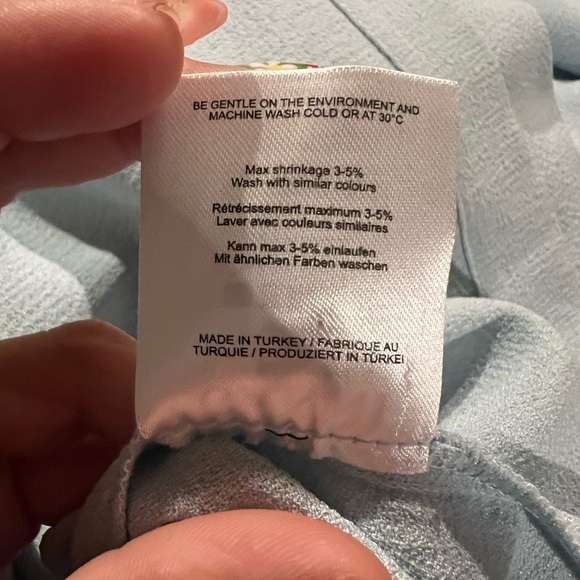 BE GENTLE ON THE ENVIRONMENT AND
MACHINE WASH COLD OR AT 30°C
Max shrinkage 3-5%
Wash with similar colours
Rétrécissement maximum 3-5%
Laver avec couleurs similaires
Kann max 3-5% einlaufen
Mit ähnlichen Farben waschen
MADE IN TURKEY / FABRIQUE AU
TURQUIE / PRODUZIERT IN TÜRKEI